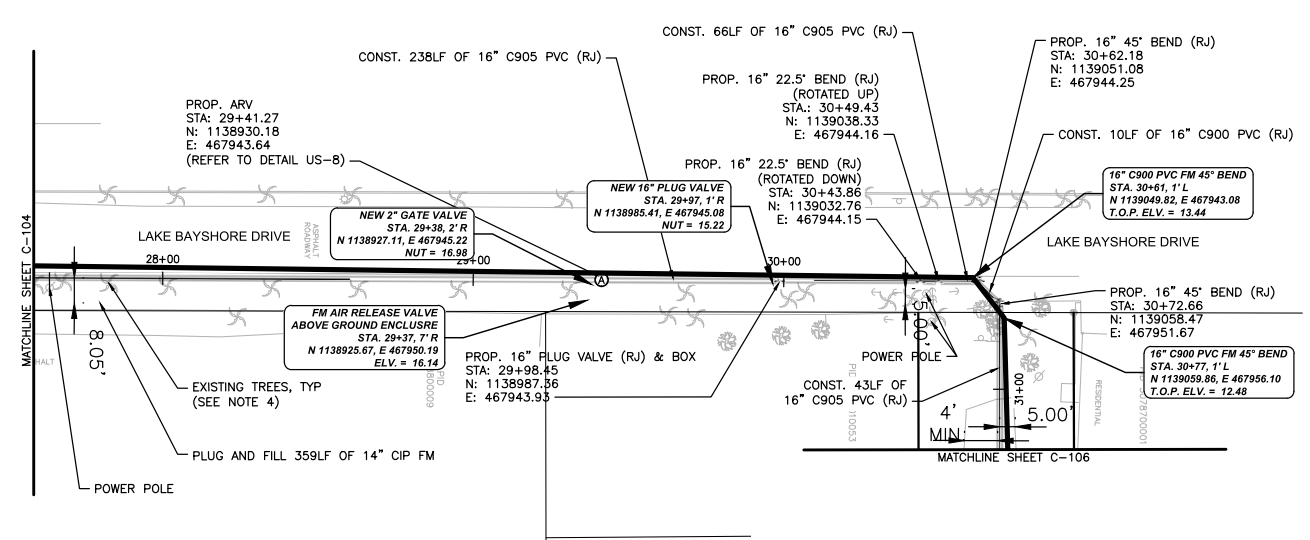 CONST. 66LF OF 16" C905 PVC (RJ)
CONST. 238LF OF 16" C905 PVC (RJ)
PROP. 16" 45° BEND (RJ)
STA: 30+62.18
N: 1139051.08
E: 467944.25
PROP. 16" 22.5° BEND (RJ)
(ROTATED UP)
STA.: 30+49.43
N: 1139038.33
E: 467944.16
PROP. ARV
STA: 29+41.27
N: 1138930.18
E: 467943.64
(REFER TO DETAIL US-8)
CONST. 10LF OF 16" C900 PVC (RJ)
PROP. 16" 22.5° BEND (RJ)
(ROTATED DOWN)
STA: 30+43.86
N: 1139032.76
E: 467944.15
16" C900 PVC FM 45° BEND
STA. 30+61, 1' L
N 1139049.82, E 467943.08
T.O.P. ELV. = 13.44
NEW 16" PLUG VALVE
STA. 29+97, 1' R
N 1138985.41, E 467945.08
NUT = 15.22
NEW 2" GATE VALVE
STA. 29+38, 2' R
N 1138927.11, E 467945.22
NUT = 16.98
ASPHALT
ROADWAY
LAKE BAYSHORE DRIVE
LAKE BAYSHORE DRIVE
MATCHLINE SHEET C-104
28+00
29+00
30+00
A
8.05'
5.00'
FM AIR RELEASE VALVE
ABOVE GROUND ENCLUSRE
STA. 29+37, 7' R
N 1138925.67, E 467950.19
ELV. = 16.14
PROP. 16" 45° BEND (RJ)
STA: 30+72.66
N: 1139058.47
E: 467951.67
POWER POLE
PROP. 16" PLUG VALVE (RJ) & BOX
STA: 29+98.45
N: 1138987.36
E: 467943.93
16" C900 PVC FM 45° BEND
STA. 30+77, 1' L
N 1139059.86, E 467956.10
T.O.P. ELV. = 12.48
HALT
EXISTING TREES, TYP
(SEE NOTE 4)
CONST. 43LF OF
16" C905 PVC (RJ)
31+00
RESIDENTIAL
PID
PID
10053
78700001
4'
MIN
5.00'
PLUG AND FILL 359LF OF 14" CIP FM
MATCHLINE SHEET C-106
POWER POLE